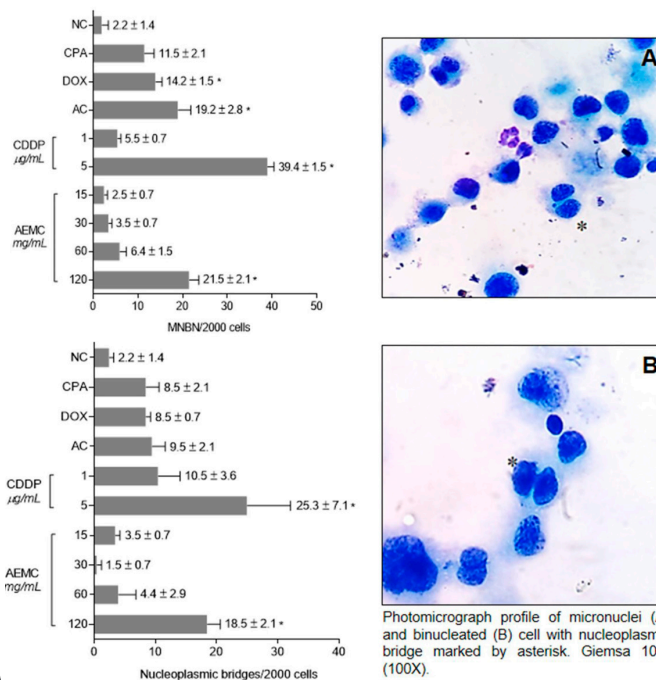 NC
2.2 ± 1.4
CPA
11.5 ± 2.1
DOX
14.2 ± 1.5 *
AC
19.2 ± 2.8 *
CDDP
µg/mL
1
5.5 ± 0.7
5
39.4 ± 1.5 *
AEMC
mg/mL
15
2.5 ± 0.7
30
3.5 ± 0.7
60
6.4 ± 1.5
120
21.5 ± 2.1 *
0 10 20 30 40 50
MNBN/2000 cells
A
*
NC
2.2 ± 1.4
CPA
8.5 ± 2.1
DOX
8.5 ± 0.7
AC
9.5 ± 2.1
CDDP
µg/mL
1
10.5 ± 3.6
5
25.3 ± 7.1 *
AEMC
mg/mL
15
3.5 ± 0.7
30
1.5 ± 0.7
60
4.4 ± 2.9
120
18.5 ± 2.1 *
0 10 20 30 40
Nucleoplasmic bridges/2000 cells
B
*
Photomicrograph profile of micronuclei
and binucleated (B) cell with nucleoplasm
bridge marked by asterisk. Giemsa 10
(100X).